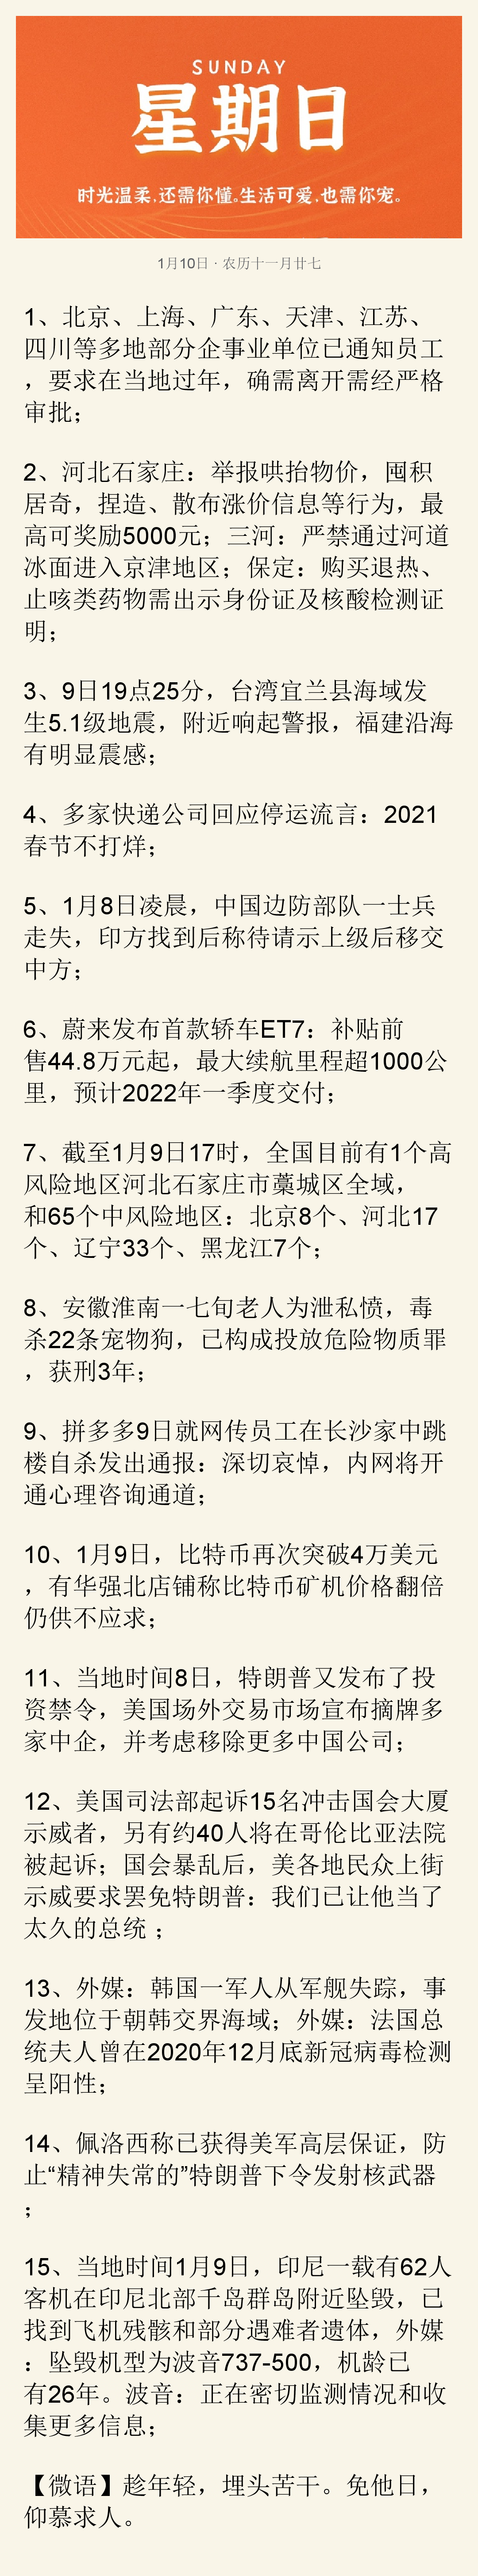 SUNDAY
星期日
时光温柔,还需你懂。生活可爱,也需你宠。
1月10日 · 农历十一月廿七
1、北京、上海、广东、天津、江苏、
四川等多地部分企事业单位已通知员工
，要求在当地过年，确需离开需经严格
审批；
2、河北石家庄：举报哄抬物价，囤积
居奇，捏造、散布涨价信息等行为，最
高可奖励5000元；三河：严禁通过河道
冰面进入京津地区；保定：购买退热、
止咳类药物需出示身份证及核酸检测证
明；
3、9日19点25分，台湾宜兰县海域发
生5.1级地震，附近响起警报，福建沿海
有明显震感；
4、多家快递公司回应停运流言：2021
春节不打烊；
5、1月8日凌晨，中国边防部队一士兵
走失，印方找到后称待请示上级后移交
中方；
6、蔚来发布首款轿车ET7：补贴前
售44.8万元起，最大续航里程超1000公
里，预计2022年一季度交付；
7、截至1月9日17时，全国目前有1个高
风险地区河北石家庄市藁城区全域，
和65个中风险地区：北京8个、河北17
个、辽宁33个、黑龙江7个；
8、安徽淮南一七旬老人为泄私愤，毒
杀22条宠物狗，已构成投放危险物质罪
，获刑3年；
9、拼多多9日就网传员工在长沙家中跳
楼自杀发出通报：深切哀悼，内网将开
通心理咨询通道；
10、1月9日，比特币再次突破4万美元
，有华强北店铺称比特币矿机价格翻倍
仍供不应求；
11、当地时间8日，特朗普又发布了投
资禁令，美国场外交易市场宣布摘牌多
家中企，并考虑移除更多中国公司；
12、美国司法部起诉15名冲击国会大厦
示威者，另有约40人将在哥伦比亚法院
被起诉；国会暴乱后，美各地民众上街
示威要求罢免特朗普：我们已让他当了
太久的总统 ；
13、外媒：韩国一军人从军舰失踪，事
发地位于朝韩交界海域；外媒：法国总
统夫人曾在2020年12月底新冠病毒检测
呈阳性；
14、佩洛西称已获得美军高层保证，防
止“精神失常的”特朗普下令发射核武器
；
15、当地时间1月9日，印尼一载有62人
客机在印尼北部千岛群岛附近坠毁，已
找到飞机残骸和部分遇难者遗体，外媒
：坠毁机型为波音737-500，机龄已
有26年。波音：正在密切监测情况和收
集更多信息；
【微语】趁年轻，埋头苦干。免他日，
仰慕求人。